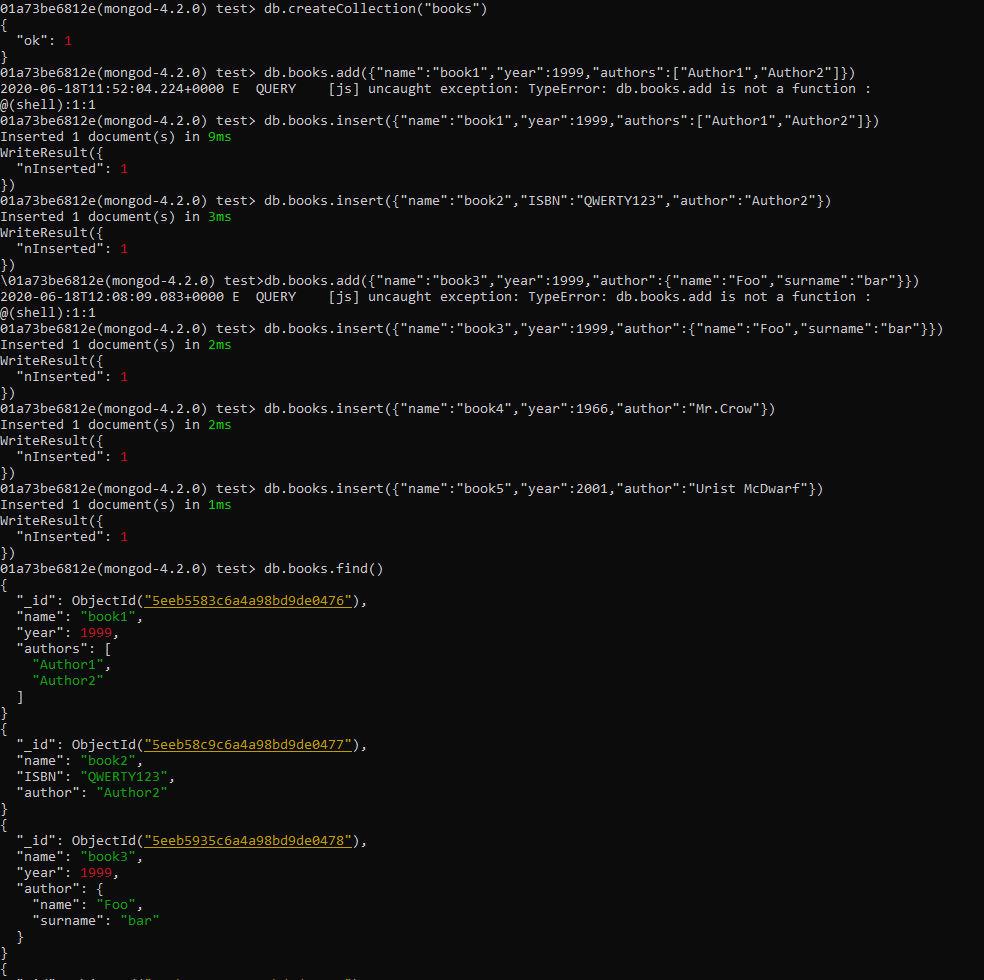 01a73be6812e(mongod-4.2.0) test> db.createCollection("books")
{
  "ok": 1
}
01a73be6812e(mongod-4.2.0) test> db.books.add({"name":"book1","year":1999,"authors":["Author1","Author2"]})
2020-06-18T11:52:04.224+0000 E  QUERY    [js] uncaught exception: TypeError: db.books.add is not a function :
@(shell):1:1
01a73be6812e(mongod-4.2.0) test> db.books.insert({"name":"book1","year":1999,"authors":["Author1","Author2"]})
Inserted 1 document(s) in 9ms
WriteResult({
  "nInserted": 1
})
01a73be6812e(mongod-4.2.0) test> db.books.insert({"name":"book2","ISBN":"QWERTY123","author":"Author2"})
Inserted 1 document(s) in 3ms
WriteResult({
  "nInserted": 1
})
\01a73be6812e(mongod-4.2.0) test>db.books.add({"name":"book3","year":1999,"author":{"name":"Foo","surname":"bar"}})
2020-06-18T12:08:09.083+0000 E  QUERY    [js] uncaught exception: TypeError: db.books.add is not a function :
@(shell):1:1
01a73be6812e(mongod-4.2.0) test> db.books.insert({"name":"book3","year":1999,"author":{"name":"Foo","surname":"bar"}})
Inserted 1 document(s) in 2ms
WriteResult({
  "nInserted": 1
})
01a73be6812e(mongod-4.2.0) test> db.books.insert({"name":"book4","year":1966,"author":"Mr.Crow"})
Inserted 1 document(s) in 2ms
WriteResult({
  "nInserted": 1
})
01a73be6812e(mongod-4.2.0) test> db.books.insert({"name":"book5","year":2001,"author":"Urist McDwarf"})
Inserted 1 document(s) in 1ms
WriteResult({
  "nInserted": 1
})
01a73be6812e(mongod-4.2.0) test> db.books.find()
{
  "_id": ObjectId("5eeb5583c6a4a98bd9de0476"),
  "name": "book1",
  "year": 1999,
  "authors": [
    "Author1",
    "Author2"
  ]
}
{
  "_id": ObjectId("5eeb58c9c6a4a98bd9de0477"),
  "name": "book2",
  "ISBN": "QWERTY123",
  "author": "Author2"
}
{
  "_id": ObjectId("5eeb5935c6a4a98bd9de0478"),
  "name": "book3",
  "year": 1999,
  "author": {
    "name": "Foo",
    "surname": "bar"
  }
}
{